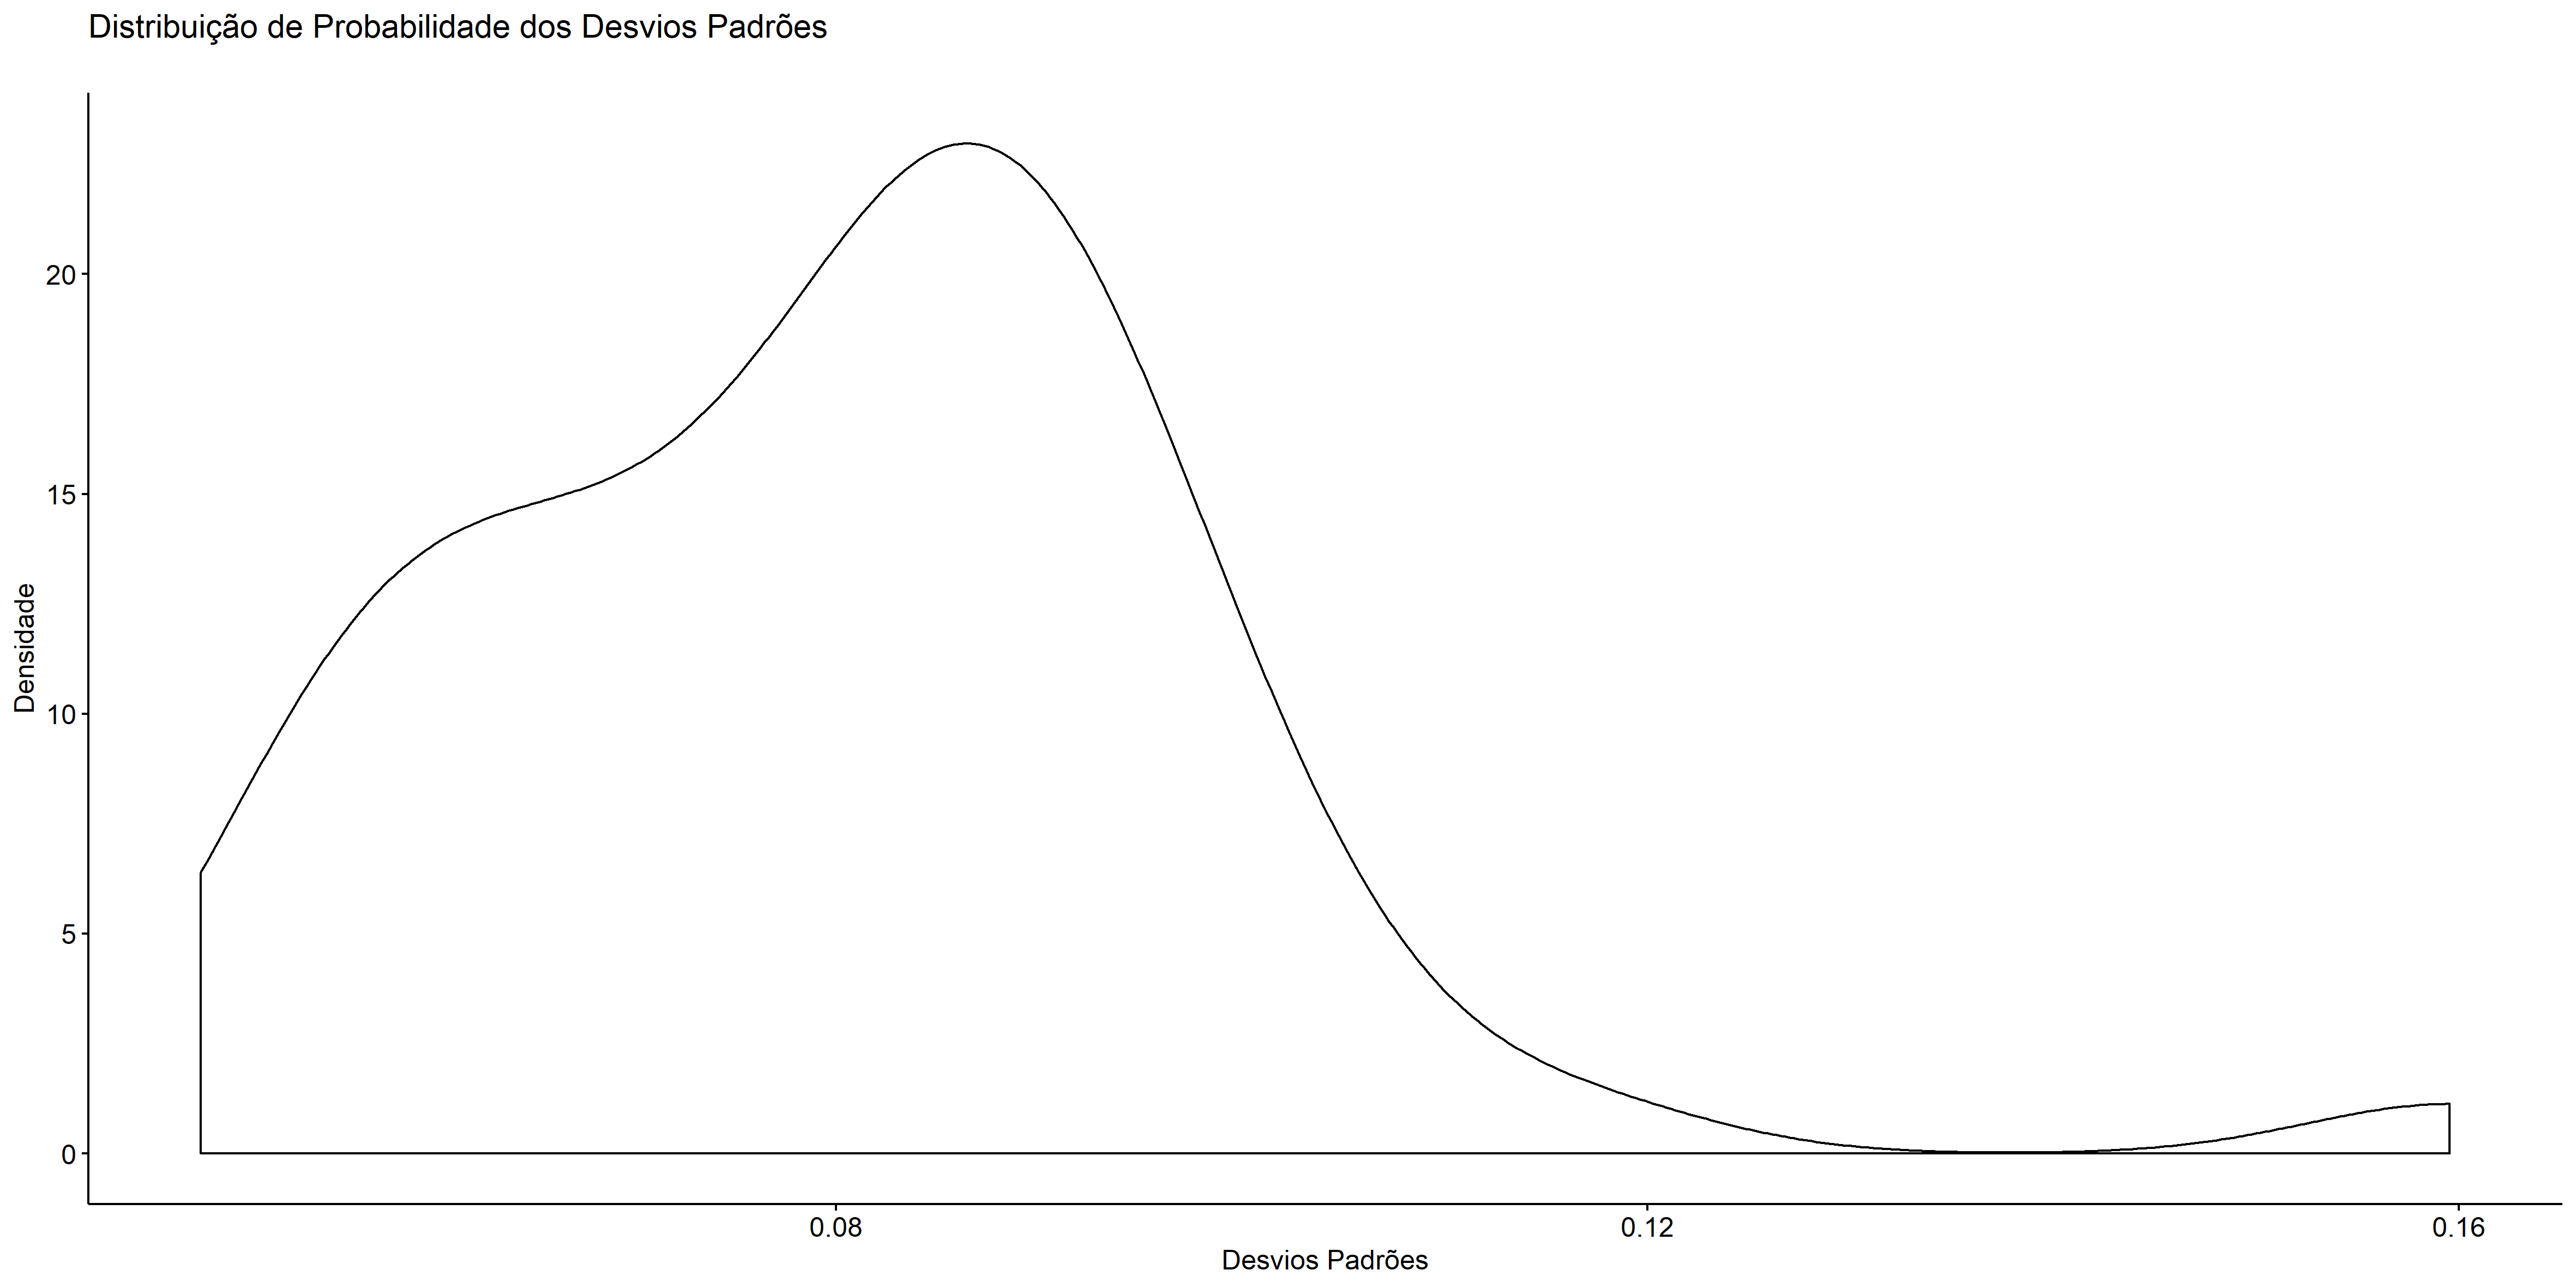 Distribuição de Probabilidade dos Desvios Padrões
Densidade
20
15
10
5
0
0.08
0.12
0.16
Desvios Padrões